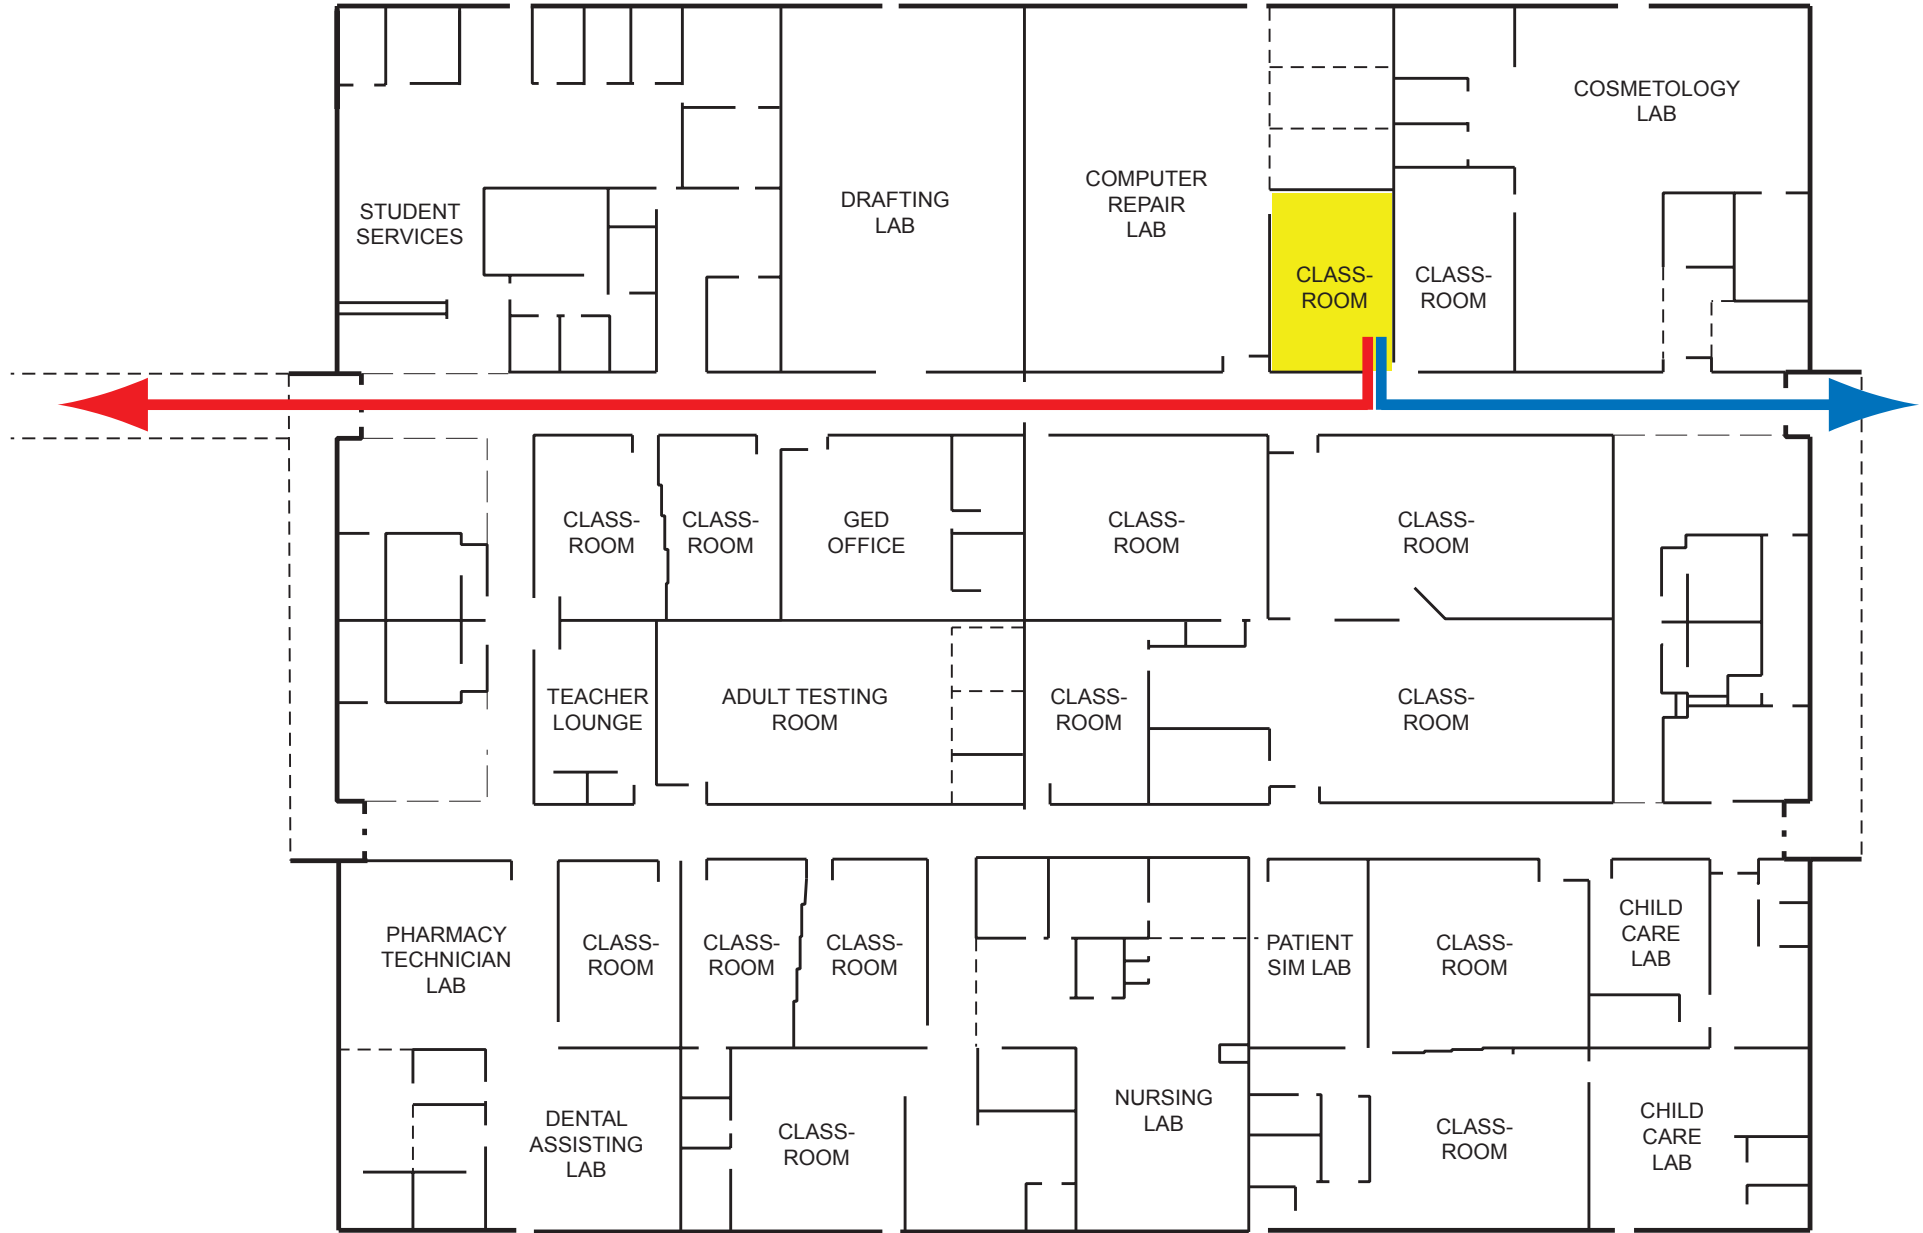 COSMETOLOGY
LAB
STUDENT
SERVICES
DRAFTING
LAB
COMPUTER
REPAIR
LAB
CLASS-
ROOM
CLASS-
ROOM
CLASS-
ROOM
CLASS-
ROOM
GED
OFFICE
CLASS-
ROOM
CLASS-
ROOM
TEACHER
LOUNGE
ADULT TESTING
ROOM
CLASS-
ROOM
CLASS-
ROOM
PHARMACY
TECHNICIAN
LAB
CLASS-
ROOM
CLASS-
ROOM
CLASS-
ROOM
PATIENT
SIM LAB
CLASS-
ROOM
CHILD
CARE
LAB
DENTAL
ASSISTING
LAB
CLASS-
ROOM
NURSING
LAB
CLASS-
ROOM
CHILD
CARE
LAB